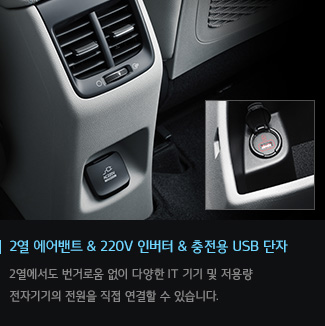 2열 에어밴트 & 220V 인버터 & 충전용 USB 단자
2열에서도 번거로움 없이 다양한 IT 기기 및 저용량
전자기기의 전원을 직접 연결할 수 있습니다.